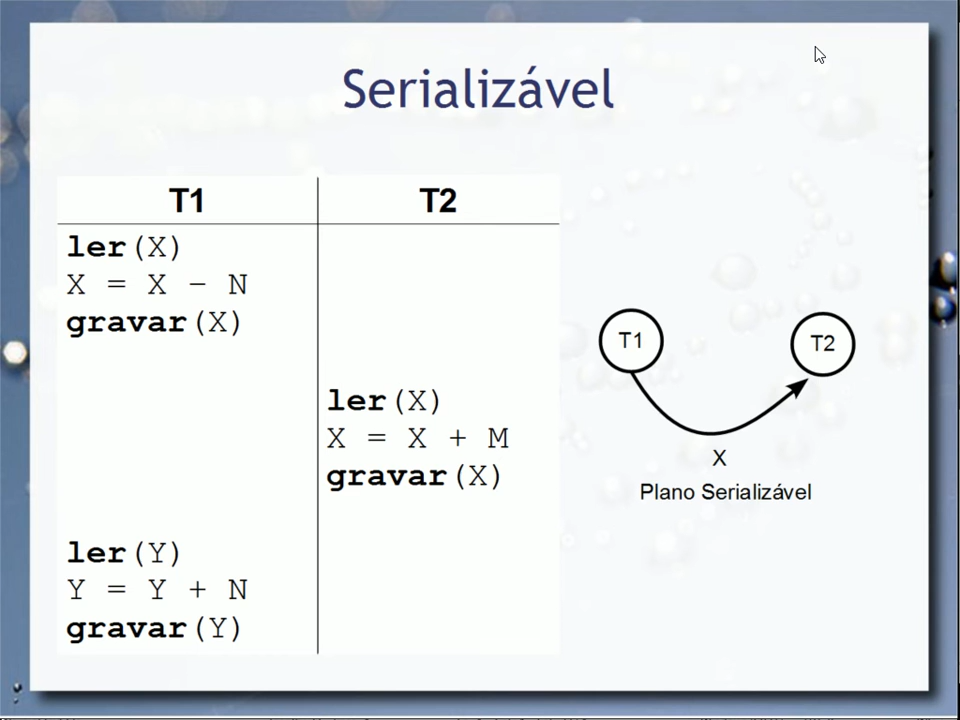 Serializável
T1
T2
ler(X)
X = X - N
gravar(X)
ler(X)
X = X + M
gravar(X)
ler(Y)
Y = Y + N
gravar(Y)
T1
T2
X
Plano Serializável